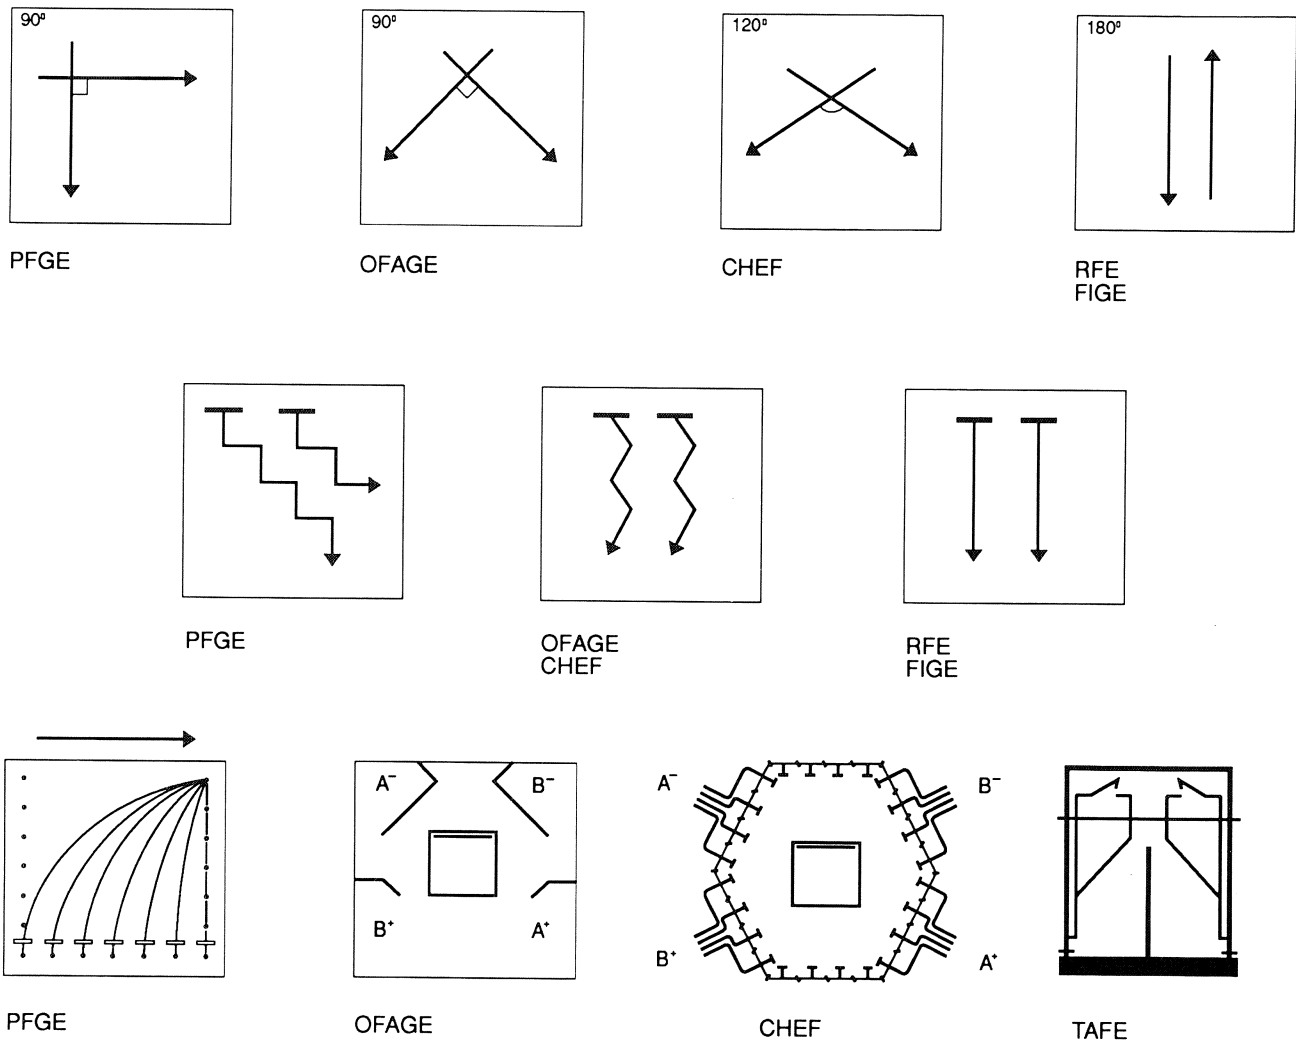 90°
90°
120°
180°
PFGE
OFAGE
CHEF
RFE
FIGE
PFGE
OFAGE
CHEF
RFE
FIGE
A⁻
B⁻
B⁺
A⁺
A⁻
B⁻
B⁺
A⁺
PFGE
OFAGE
CHEF
TAFE